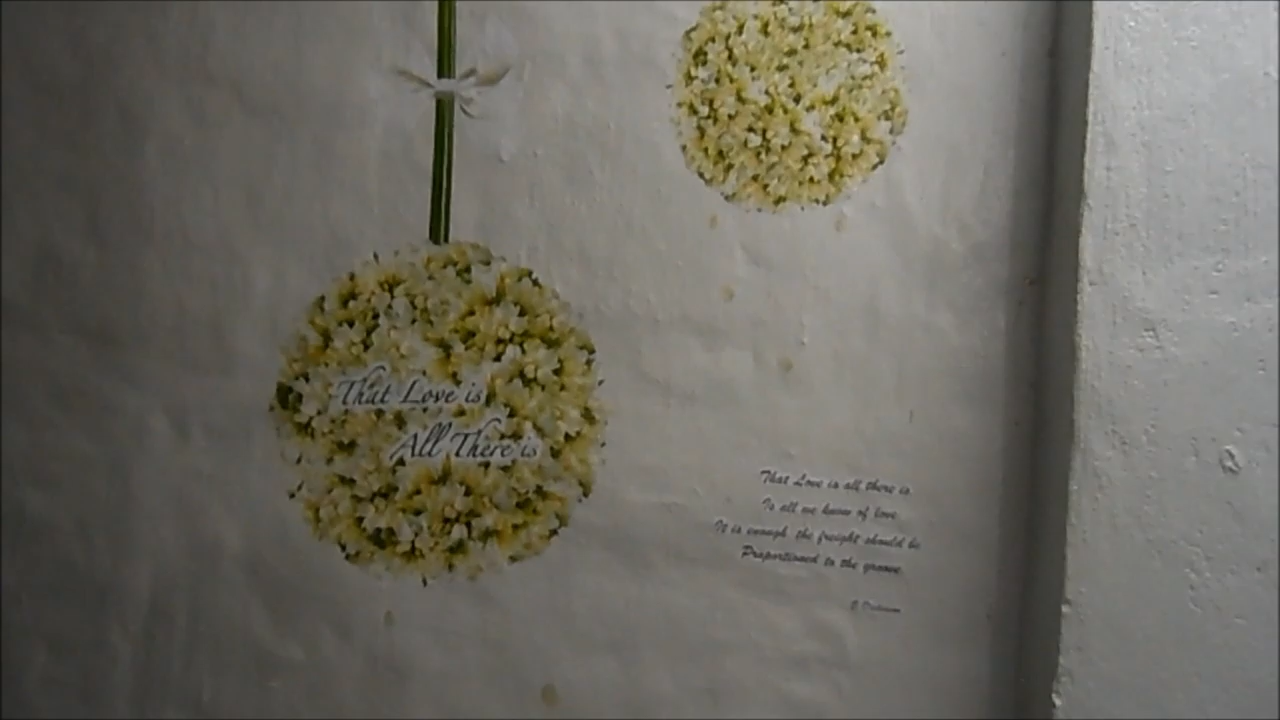 That Love is
All There is
That Love is all there is.
Is all we know of love,
It is enough, the freight should be
Proportioned to the groove.
E. Dickinson